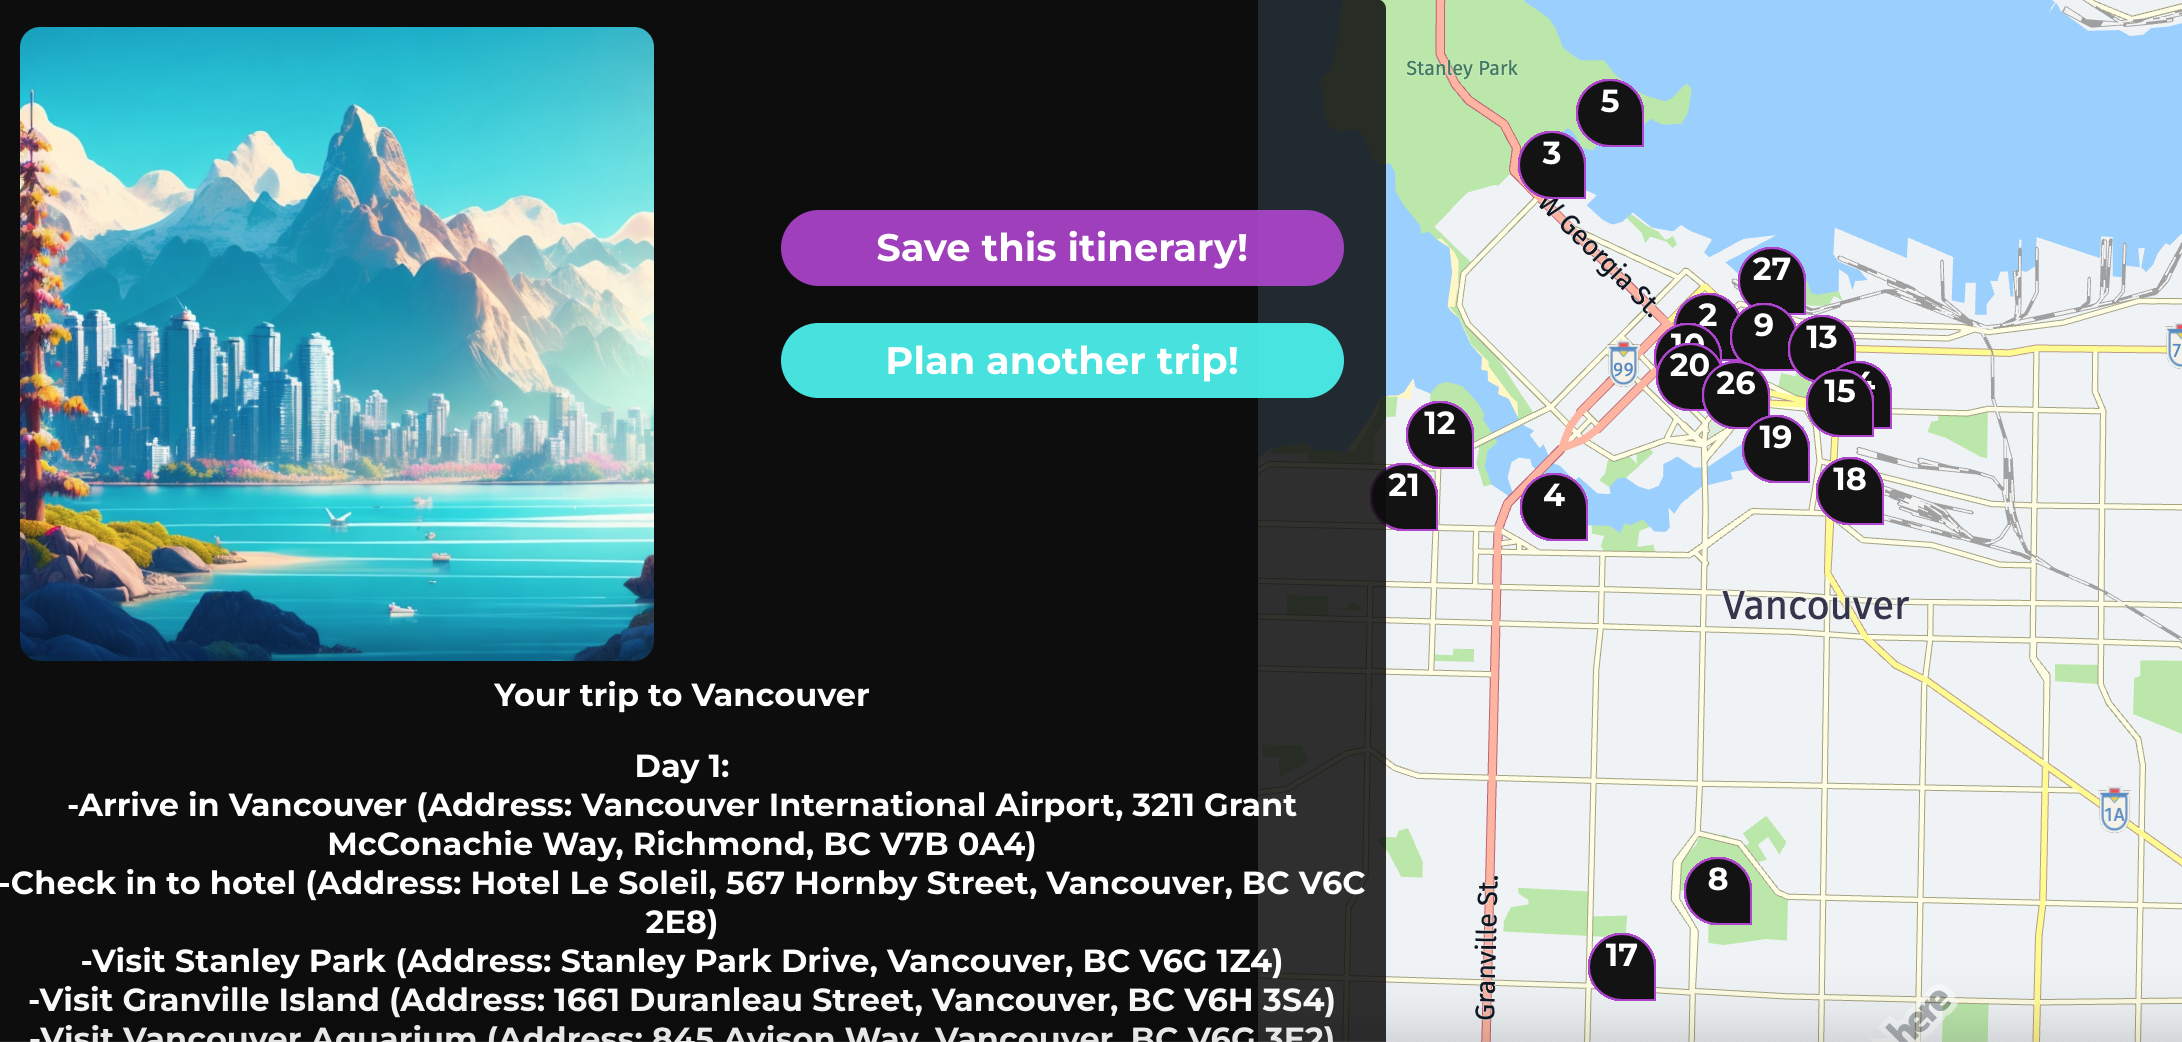 Save this itinerary!
Plan another trip!
Your trip to Vancouver
Day 1:
-Arrive in Vancouver (Address: Vancouver International Airport, 3211 Grant
McConachie Way, Richmond, BC V7B 0A4)
-Check in to hotel (Address: Hotel Le Soleil, 567 Hornby Street, Vancouver, BC V6C
2E8)
-Visit Stanley Park (Address: Stanley Park Drive, Vancouver, BC V6G 1Z4)
-Visit Granville Island (Address: 1661 Duranleau Street, Vancouver, BC V6H 3S4)
-Visit Vancouver Aquarium (Address: 845 Avison Way, Vancouver, BC V6G 3E2)
Stanley Park
5
3
W Georgia St.
27
2
9
13
10
20
99
26
15
12
19
21
4
18
Vancouver
1A
8
17
Granville St.
here
7